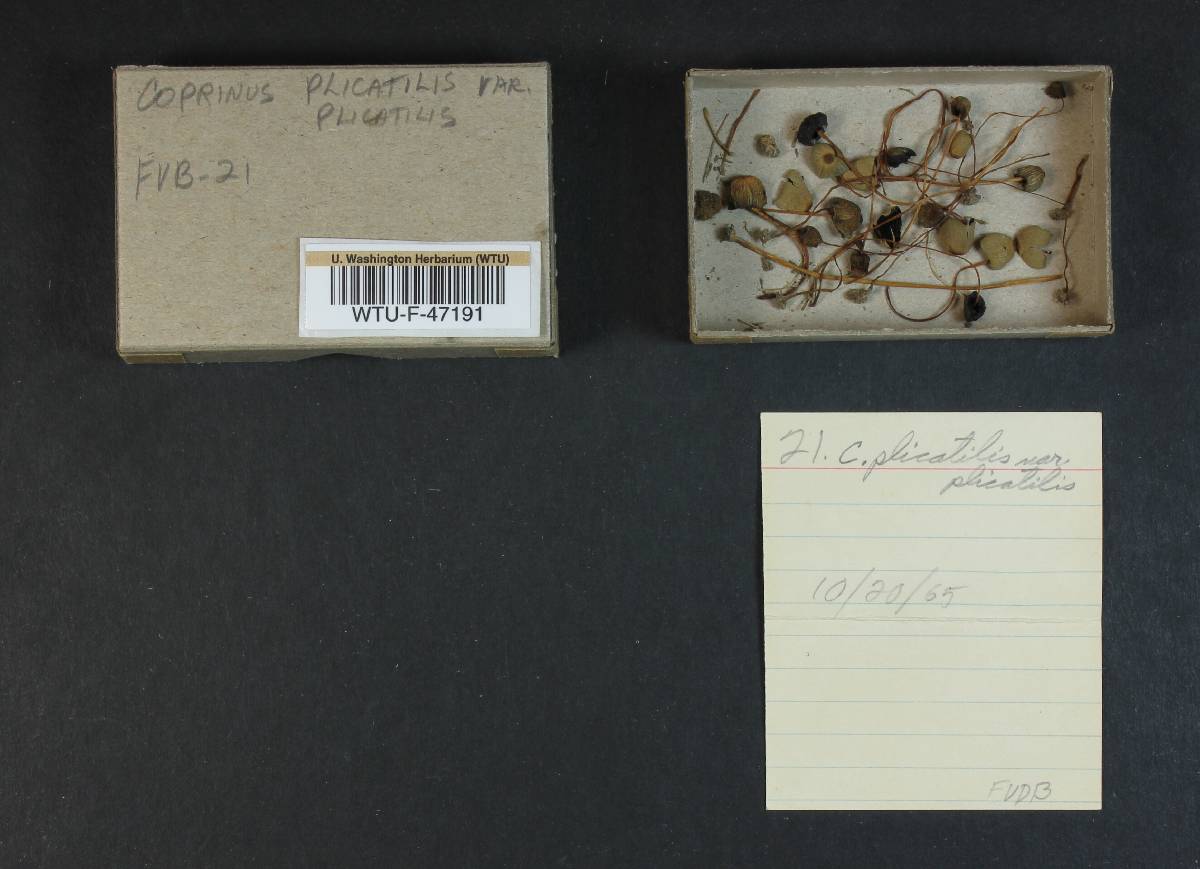 COPRINUS PLICATILIS VAR.
PLICATILIS
FVB-21
U. Washington Herbarium (WTU)
WTU-F-47191
21. C. plicatilis var.
plicatilis
10/20/65
FVDB